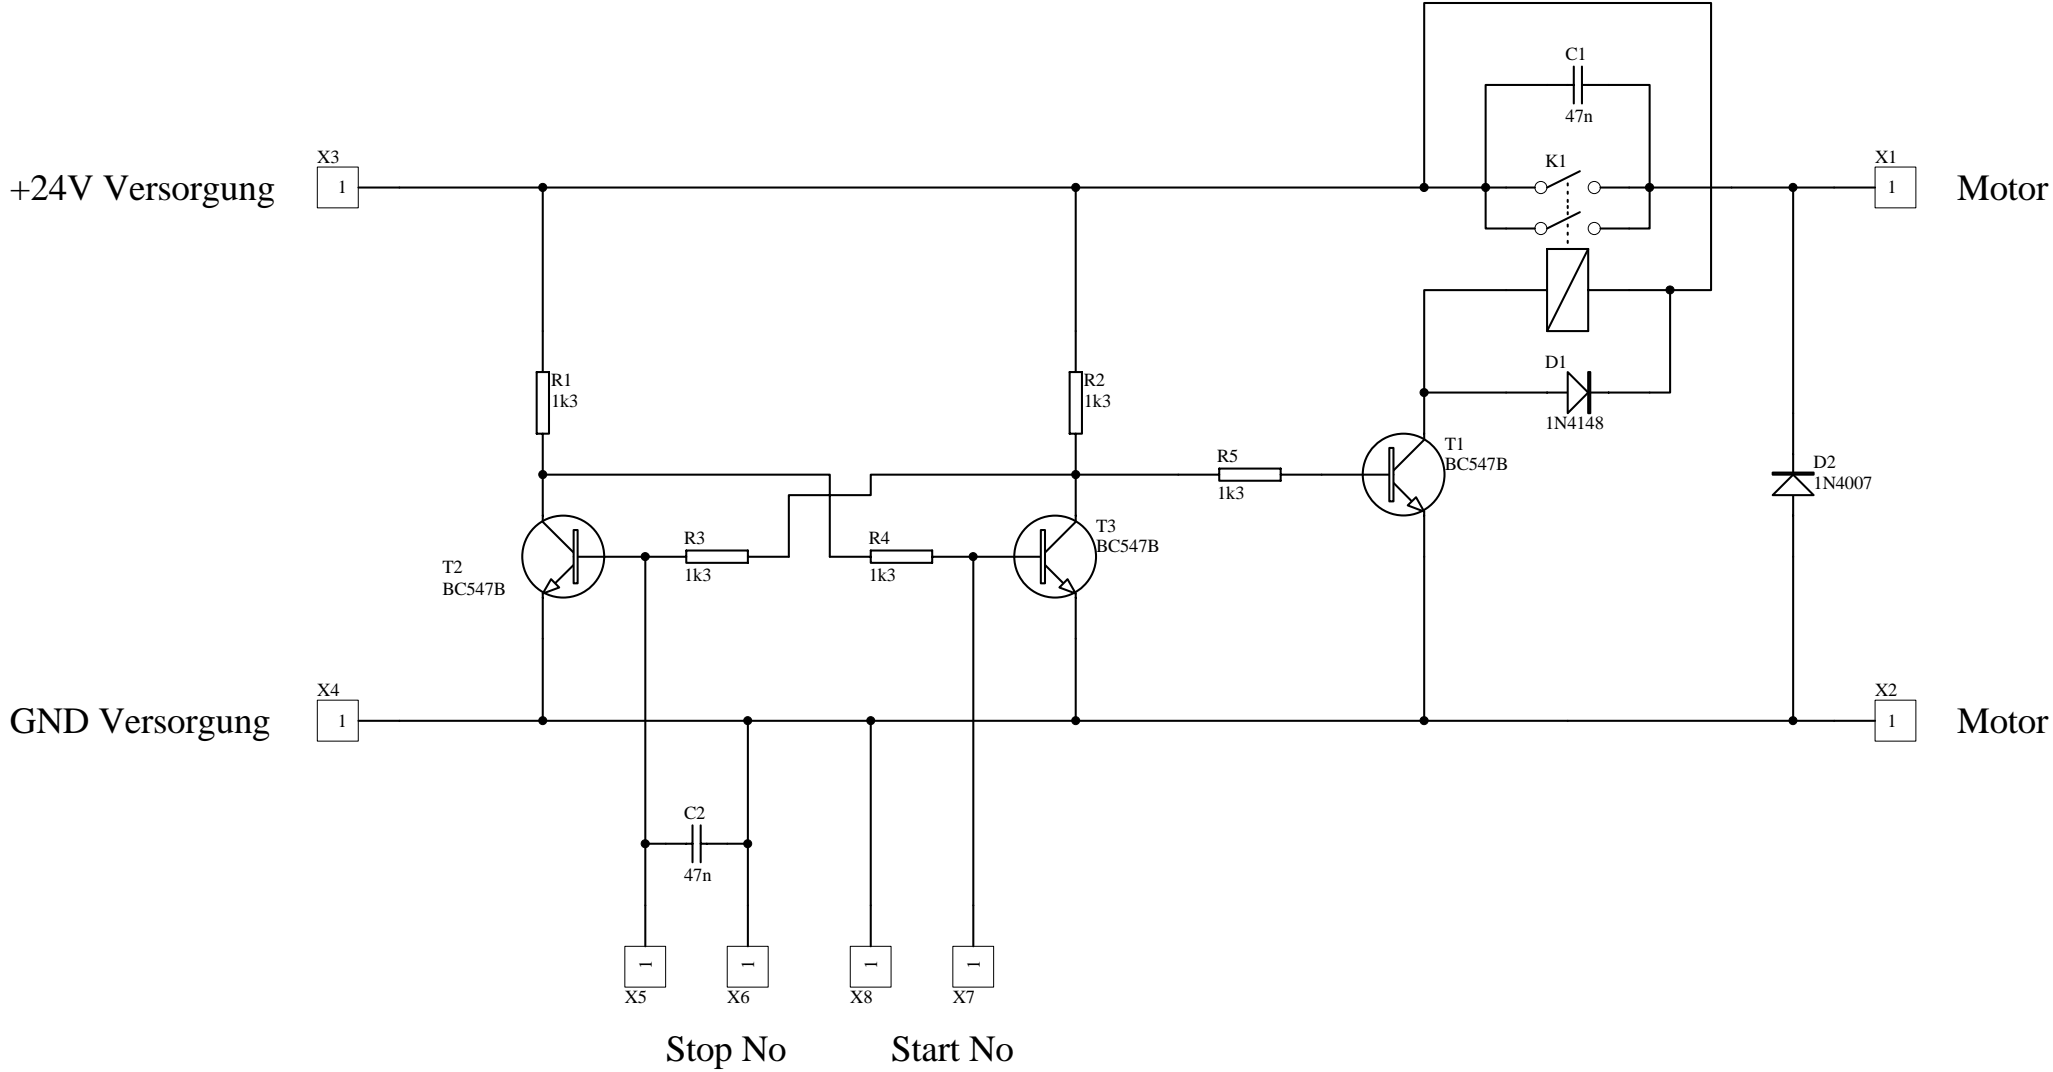 C1
47n
X3
K1
X1
+24V Versorgung
1
1
Motor
R1
1k3
R2
1k3
D1
1N4148
T1
BC547B
R5
1k3
D2
1N4007
T3
BC547B
R3
1k3
R4
1k3
T2
BC547B
X4
X2
GND Versorgung
1
1
Motor
C2
47n
1
1
1
1
X5
X6
X8
X7
Stop No
Start No